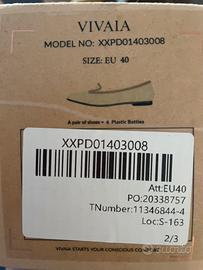 VIVAIA
MODEL NO: XXPD01403008
SIZE: EU 40
A pair of shoes = 6 Plastic Bottles
XXPD01403008
Att:EU40
PO:20338757
TNumber:11346844-4
Loc:S-163
2/3
VIVAIA STARTS YOUR CONSCIOUS